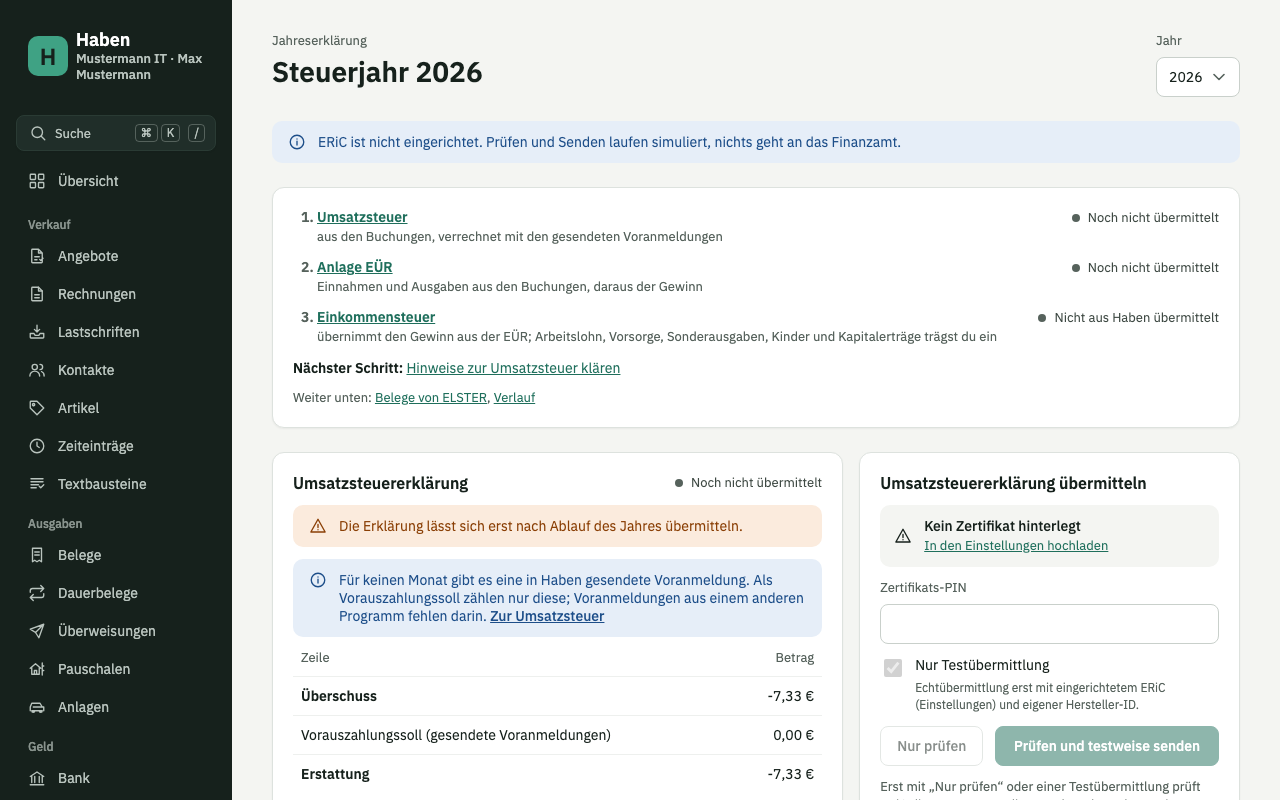 H
Haben
Mustermann IT · Max
Mustermann
Suche
⌘ K /
Übersicht
Verkauf
Angebote
Rechnungen
Lastschriften
Kontakte
Artikel
Zeiteinträge
Textbausteine
Ausgaben
Belege
Dauerbelege
Überweisungen
Pauschalen
Anlagen
Geld
Bank
Jahreserklärung
Steuerjahr 2026
Jahr
2026
ERiC ist nicht eingerichtet. Prüfen und Senden laufen simuliert, nichts geht an das Finanzamt.
1. Umsatzsteuer
Noch nicht übermittelt
aus den Buchungen, verrechnet mit den gesendeten Voranmeldungen
2. Anlage EÜR
Noch nicht übermittelt
Einnahmen und Ausgaben aus den Buchungen, daraus der Gewinn
3. Einkommensteuer
Nicht aus Haben übermittelt
übernimmt den Gewinn aus der EÜR; Arbeitslohn, Vorsorge, Sonderausgaben, Kinder und Kapitalerträge trägst du ein
Nächster Schritt: Hinweise zur Umsatzsteuer klären
Weiter unten: Belege von ELSTER, Verlauf
Umsatzsteuererklärung
Noch nicht übermittelt
Die Erklärung lässt sich erst nach Ablauf des Jahres übermitteln.
Für keinen Monat gibt es eine in Haben gesendete Voranmeldung. Als
Vorauszahlungssoll zählen nur diese; Voranmeldungen aus einem anderen
Programm fehlen darin. Zur Umsatzsteuer
Zeile Betrag
Überschuss -7,33 €
Vorauszahlungssoll (gesendete Voranmeldungen) 0,00 €
Erstattung -7,33 €
Umsatzsteuererklärung übermitteln
Kein Zertifikat hinterlegt
In den Einstellungen hochladen
Zertifikats-PIN
Nur Testübermittlung
Echtübermittlung erst mit eingerichtetem ERiC
(Einstellungen) und eigener Hersteller-ID.
Nur prüfen
Prüfen und testweise senden
Erst mit „Nur prüfen“ oder einer Testübermittlung prüft